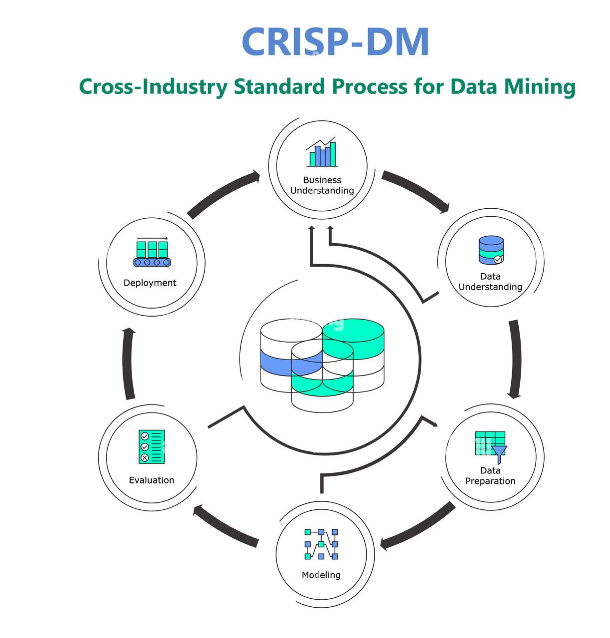 CRISP-DM
Cross-Industry Standard Process for Data Mining
Business
Understanding
Data
Understanding
Deployment
Evaluation
Data
Preparation
Modeling